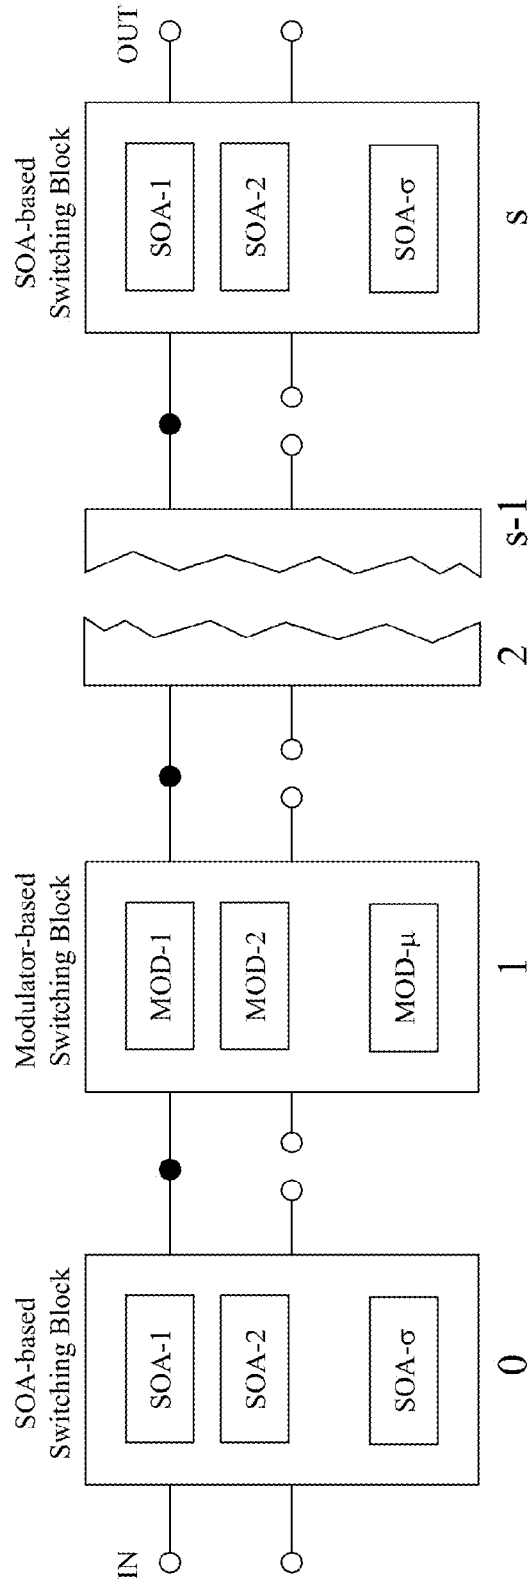 SOA-based
Switching Block
IN
SOA-1
SOA-2
SOA-σ
0
Modulator-based
Switching Block
MOD-1
MOD-2
MOD-μ
1
2
s-1
SOA-based
Switching Block
OUT
SOA-1
SOA-2
SOA-σ
s